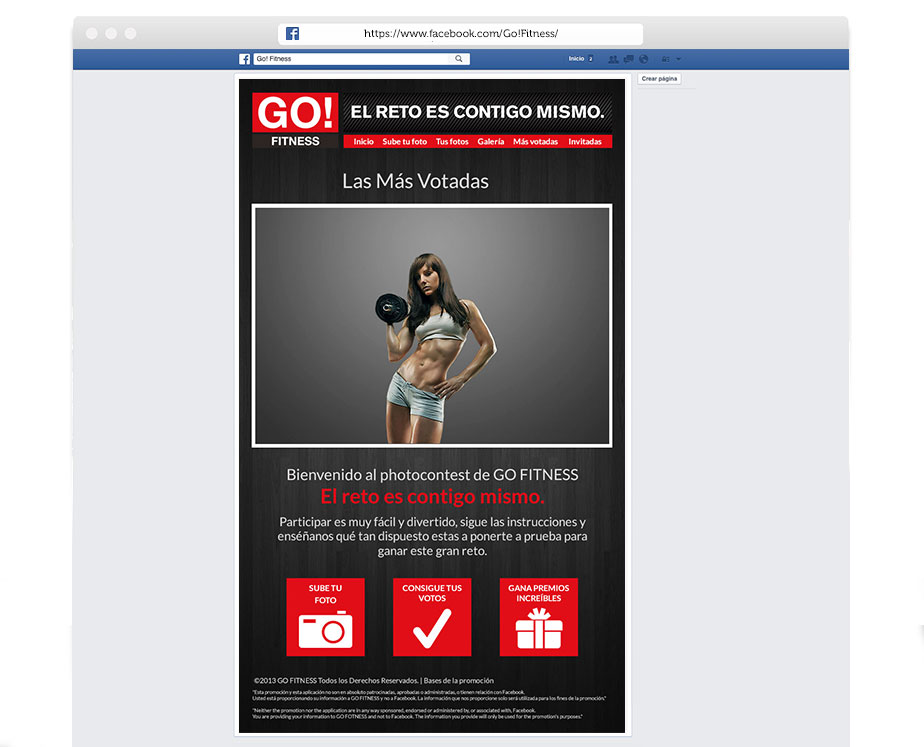 https://www.facebook.com/Go!Fitness/
Go! Fitness
Inicio 2
Crear página
GO!
FITNESS
EL RETO ES CONTIGO MISMO.
Inicio Sube tu foto Tus fotos Galería Más votadas Invitadas
Las Más Votadas
Bienvenido al photocontest de GO FITNESS
El reto es contigo mismo.
Participar es muy fácil y divertido, sigue las instrucciones y
enséñanos qué tan dispuesto estas a ponerte a prueba para
ganar este gran reto.
SUBE TU
FOTO
CONSIGUE TUS
VOTOS
GANA PREMIOS
INCREÍBLES
©2013 GO FITNESS Todos los Derechos Reservados. | Bases de la promoción
"Esta promoción y esta aplicación no son en absoluto patrocinadas, aprobadas o administradas, o tienen relación con Facebook.
Usted está proporcionando su información a GO FITNESS y no a Facebook. La información que nos proporcione solo será utilizada para los fines de la promoción."
"Neither the promotion nor the application are in any way sponsored, endorsed or administered by, or associated with, Facebook.
You are providing your information to GO FOTNESS and not to Facebook. The information you provide will only be used for the promotion's purposes."